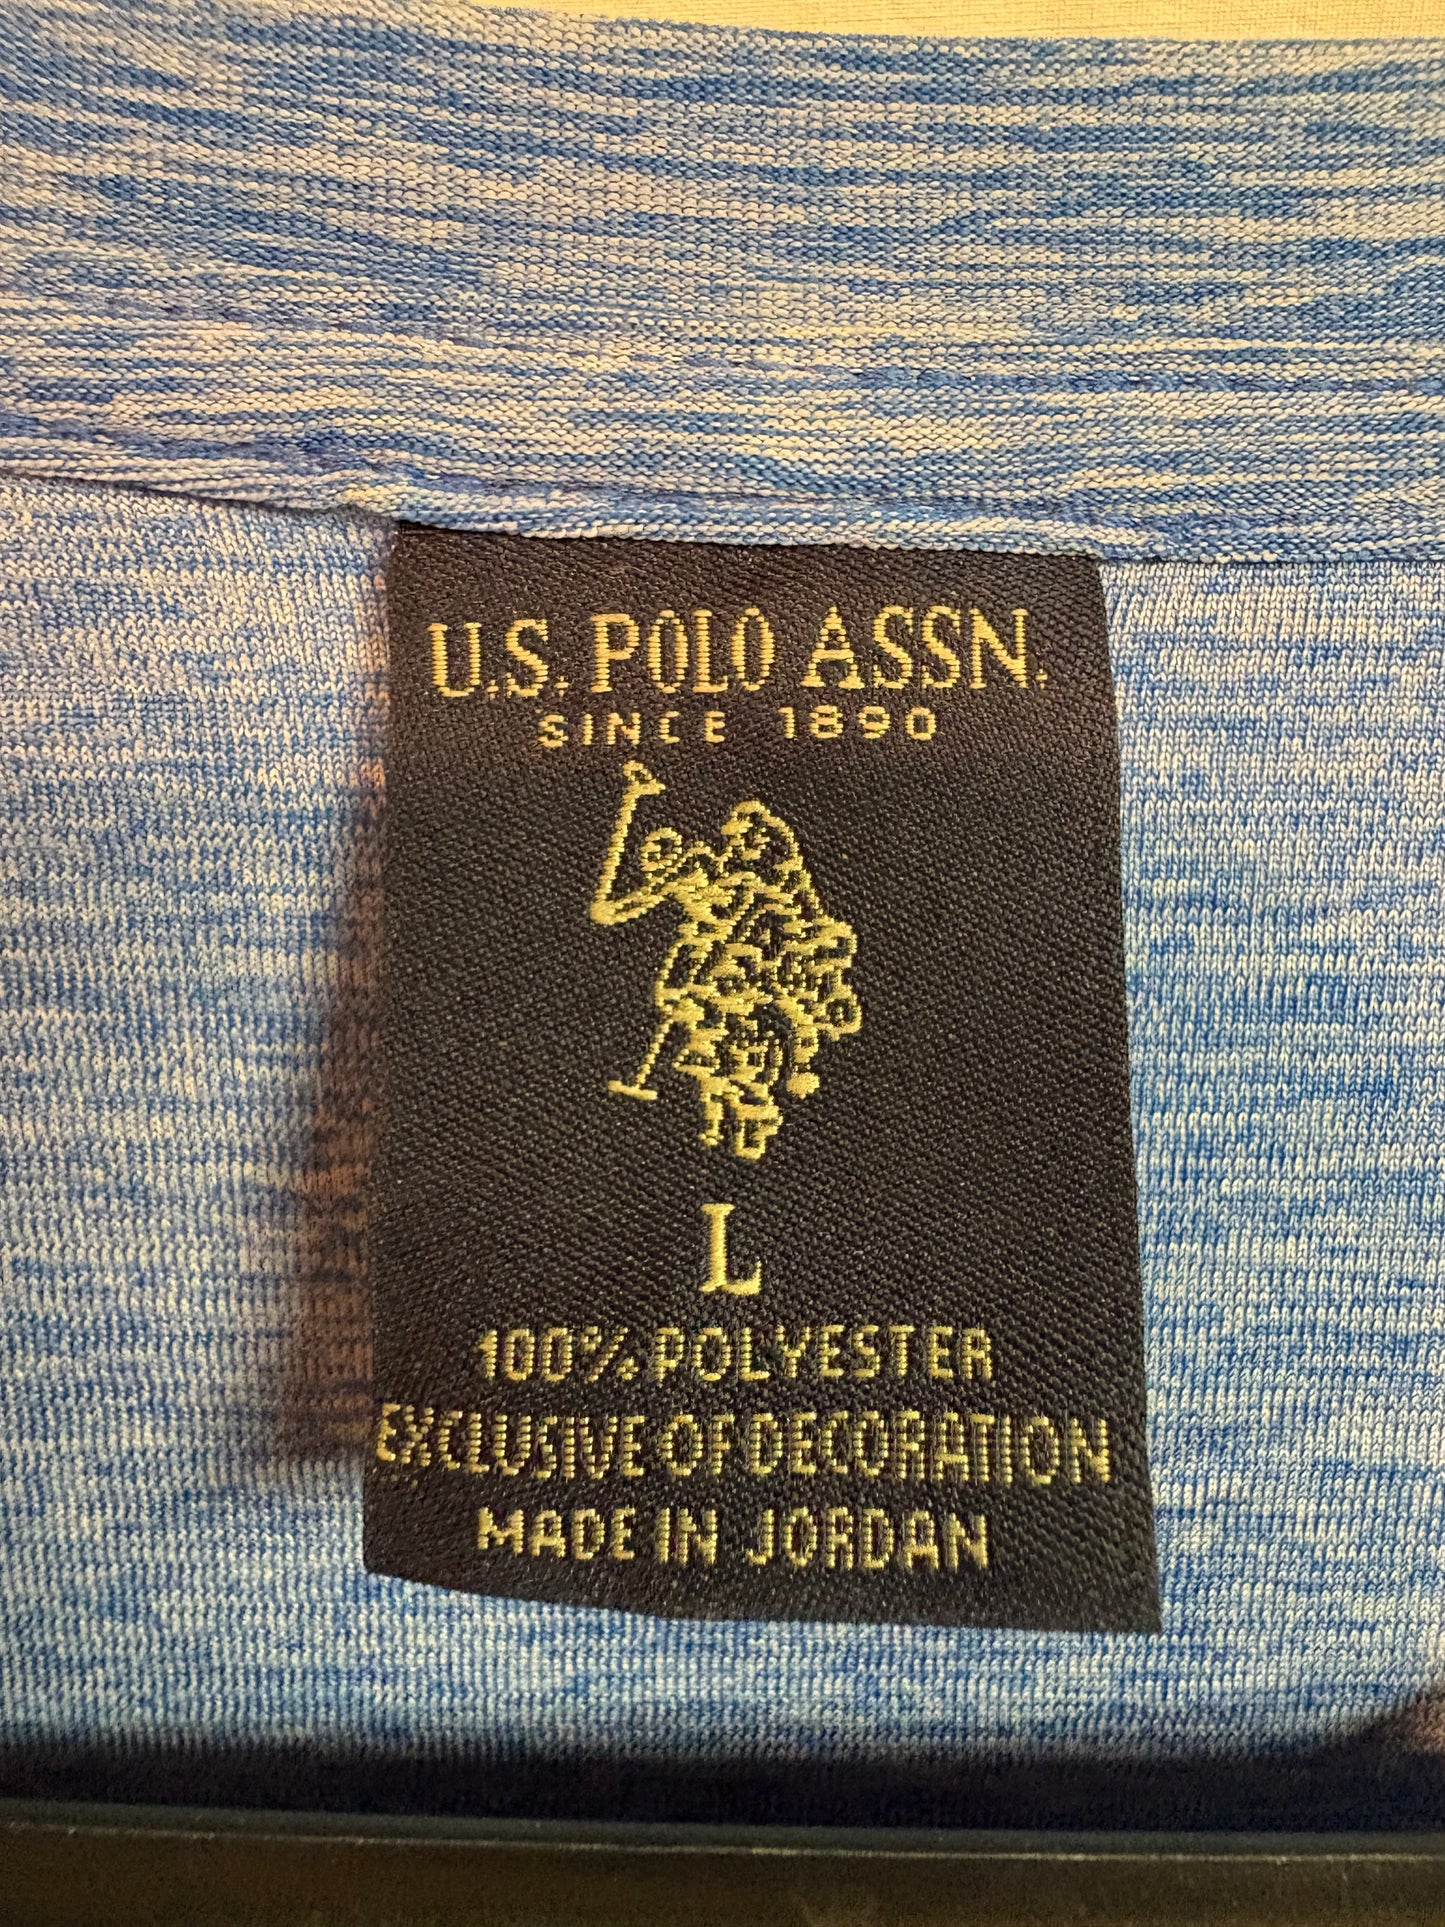 U.S. POLO ASSN.
SINCE 1890
L
100% POLYESTER
EXCLUSIVE OF DECORATION
MADE IN JORDAN